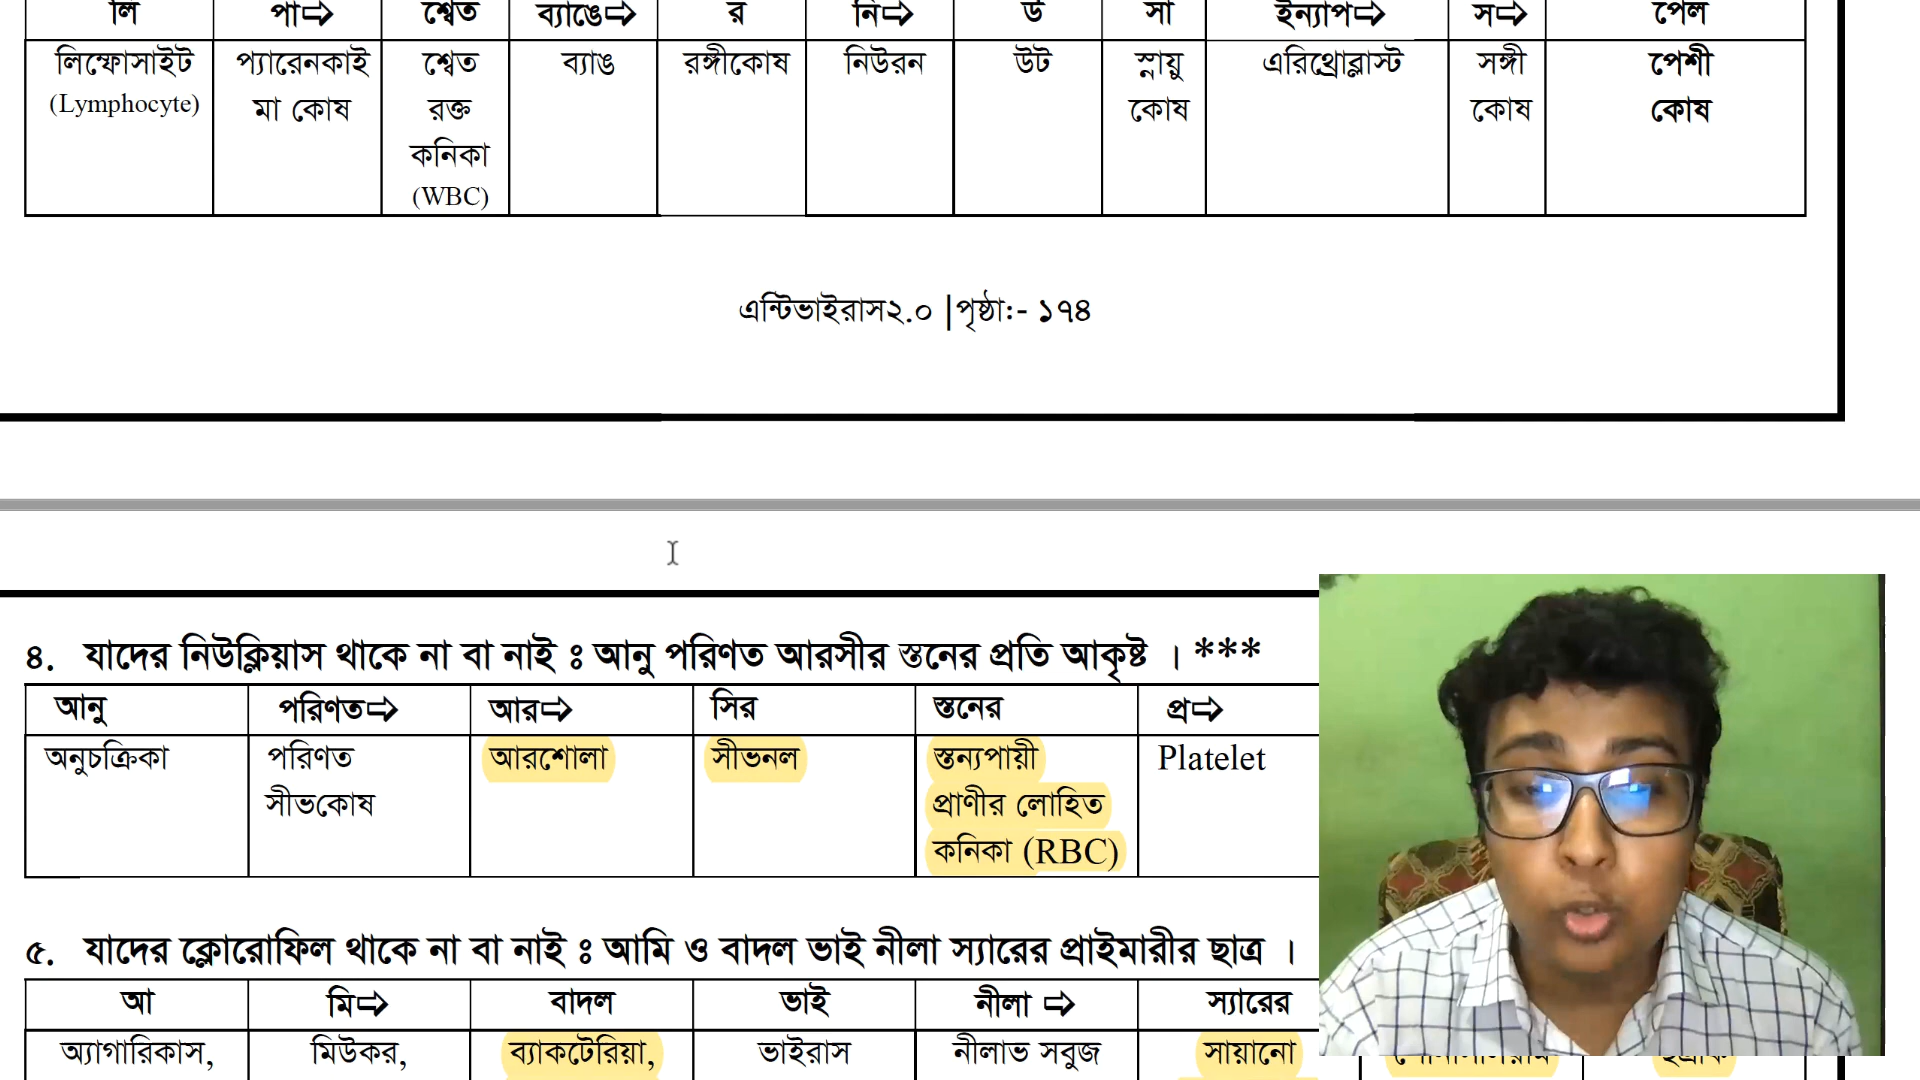 লি পা⇨ শ্বেত ব্যাঙে⇨ র নি⇨ উ সা ইন্যাপ⇨ স⇨ পেল
লিম্ফোসাইট প্যারেনকাই শ্বেত ব্যাঙ রঙ্গীকোষ নিউরন উট স্নায়ু এরিথ্রোব্লাস্ট সঙ্গী পেশী
(Lymphocyte) মা কোষ রক্ত কোষ কোষ কোষ
কনিকা
(WBC)
এন্টিভাইরাস২.০ |পৃষ্ঠা:- ১৭৪
৪. যাদের নিউক্লিয়াস থাকে না বা নাই ঃ আনু পরিণত আরসীর স্তনের প্রতি আকৃষ্ট । ***
আনু পরিণত⇨ আর⇨ সির স্তনের প্র⇨
অনুচক্রিকা পরিণত আরশোলা সীভনল স্তন্যপায়ী Platelet
সীভকোষ প্রাণীর লোহিত
কনিকা (RBC)
৫. যাদের ক্লোরোফিল থাকে না বা নাই ঃ আমি ও বাদল ভাই নীলা স্যারের প্রাইমারীর ছাত্র ।
আ মি⇨ বাদল ভাই নীলা ⇨ স্যারের
অ্যাগারিকাস, মিউকর, ব্যাকটেরিয়া, ভাইরাস নীলাভ সবুজ সায়ানো